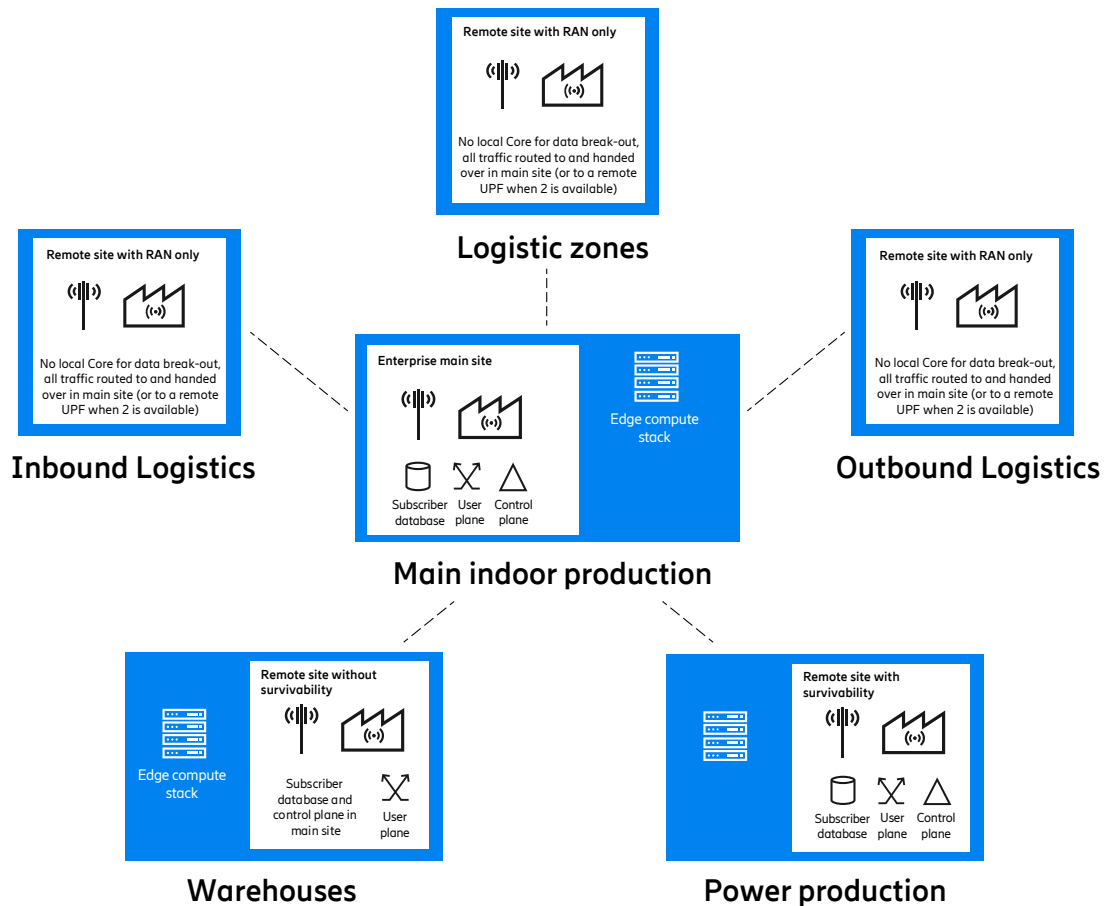 Remote site with RAN only
No local Core for data break-out,
all traffic routed to and handed
over in main site (or to a remote
UPF when 2 is available)
Logistic zones
Remote site with RAN only
No local Core for data break-out,
all traffic routed to and handed
over in main site (or to a remote
UPF when 2 is available)
Inbound Logistics
Remote site with RAN only
No local Core for data break-out,
all traffic routed to and handed
over in main site (or to a remote
UPF when 2 is available)
Outbound Logistics
Enterprise main site
Subscriber
database
User
plane
Control
plane
Edge compute
stack
Main indoor production
Edge compute
stack
Remote site without
survivability
Subscriber
database and
control plane in
main site
User
plane
Warehouses
Remote site with
survivability
Subscriber
database
User
plane
Control
plane
Power production